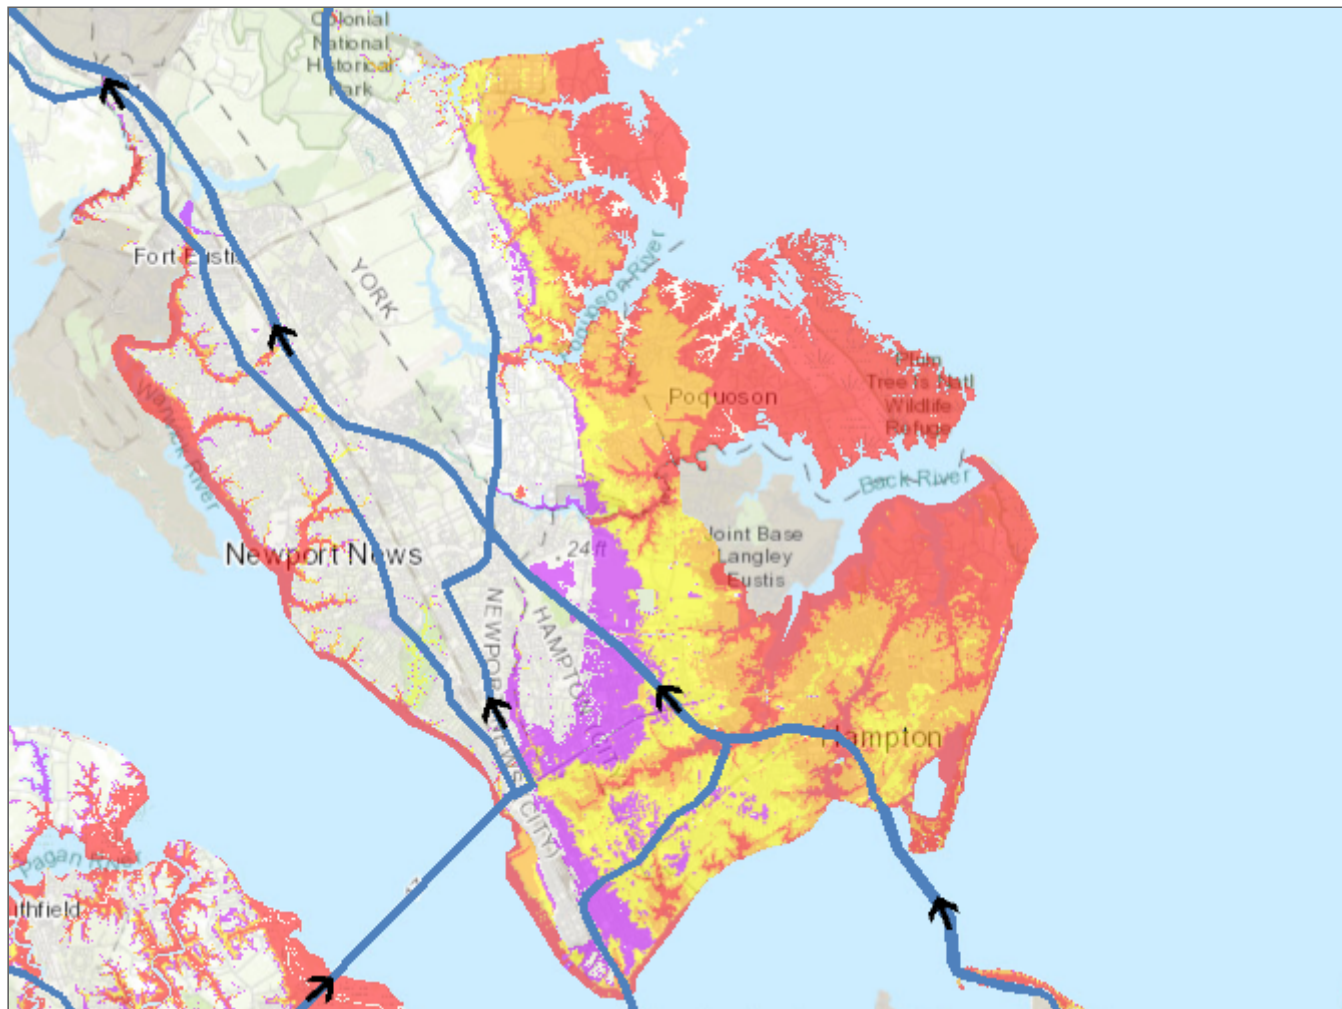 Colonial
National
Historical
Park
Fort Eustis
YORK
Poquoson River
Plum
Tree Is Natl
Wildlife
Refuge
Poquoson
Warwick River
Back River
Newport News
24 ft
Joint Base
Langley
Eustis
NEWPORT NEWS (CITY)
HAMPTON (CITY)
Hampton
Pagan River
ithfield